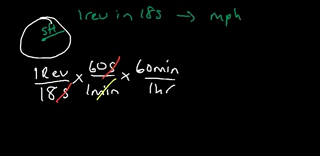 1rev in 18s → mph
5ft
1Rev/18s × 60s/1min × 60min/1hr